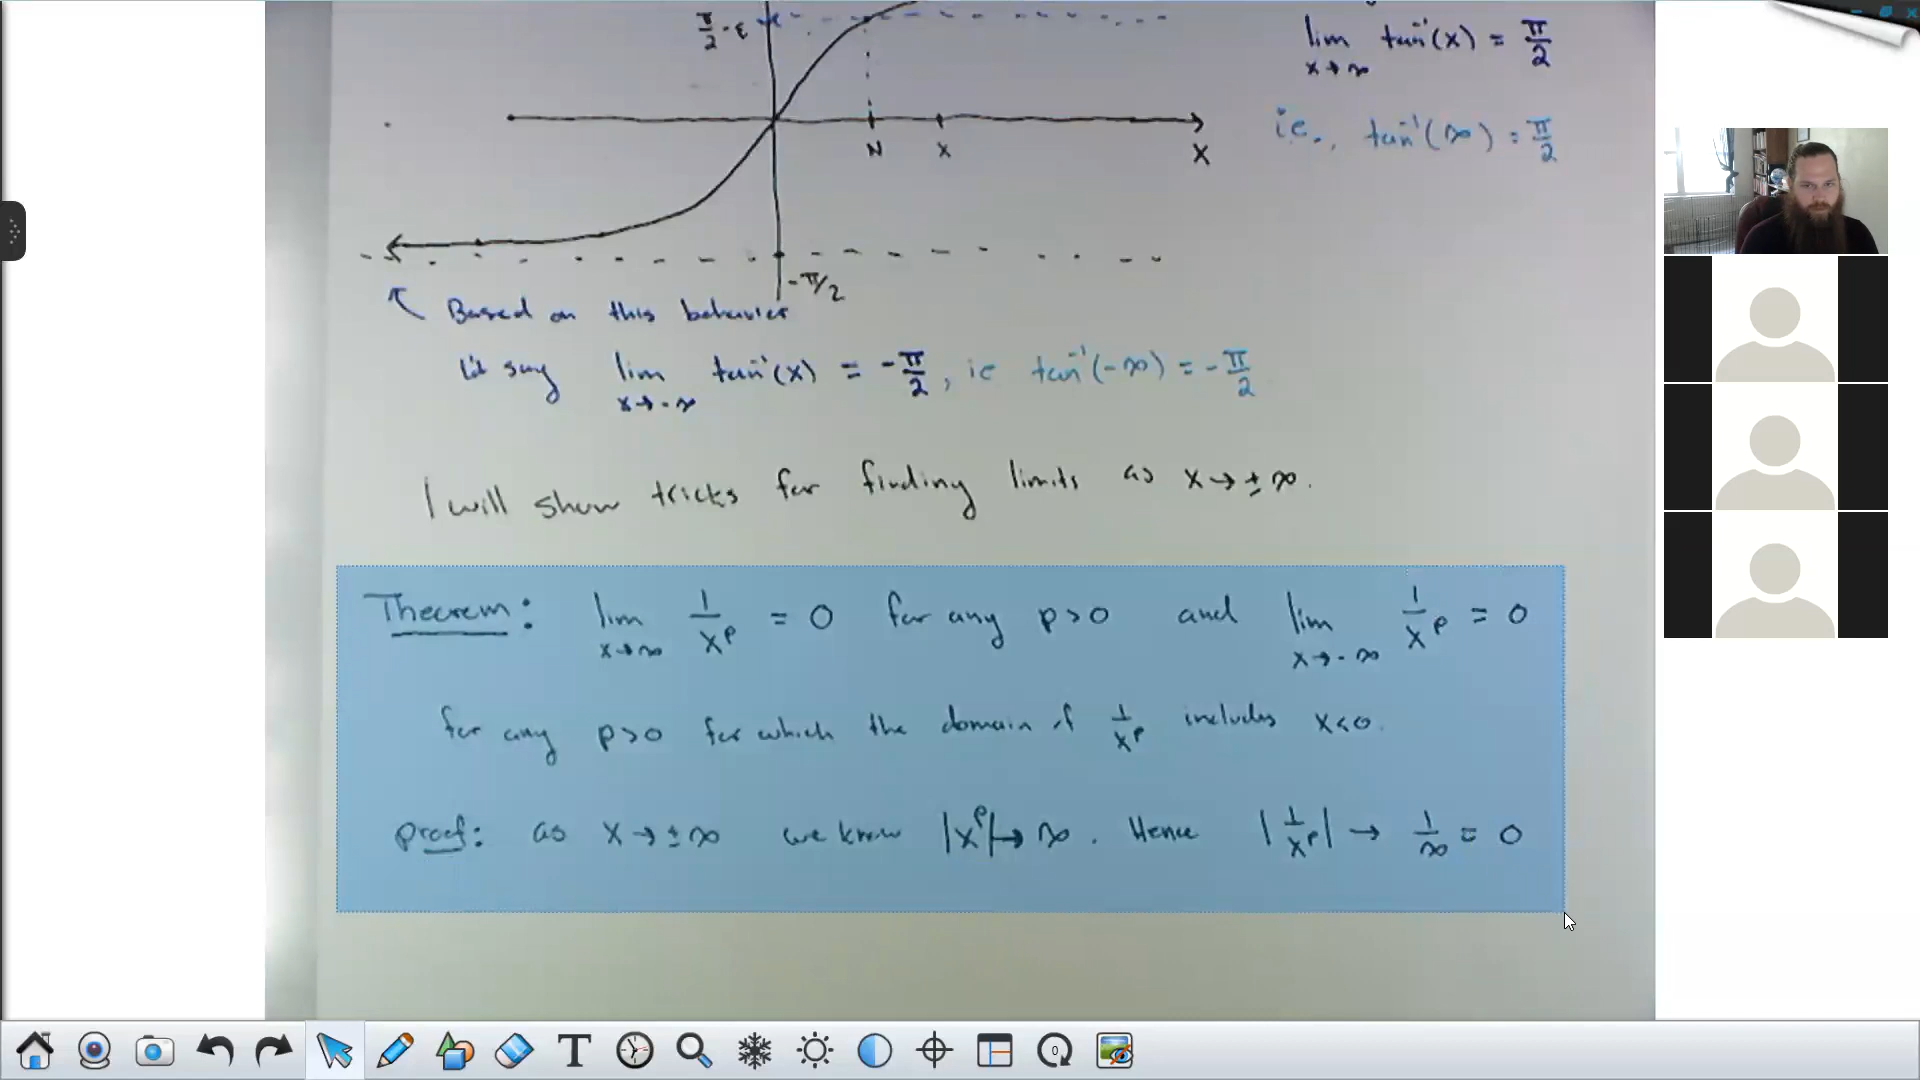 π/2 - ε
lim tan⁻¹(x) = π/2
x→∞
i.e., tan⁻¹(∞) = π/2
N x x
-π/2
Based on this behavior
I'd say lim tan⁻¹(x) = -π/2, ie tan⁻¹(-∞) = -π/2
x→-∞
I will show tricks for finding limits as x→±∞.
Theorem: lim 1/x^p = 0 for any p>0 and lim 1/x^p = 0
x→∞ x→-∞
for any p>0 for which the domain of 1/x^p includes x<0.
Proof: as x→±∞ we know |x^p|→∞. Hence |1/x^p| → 1/∞ = 0
T
0